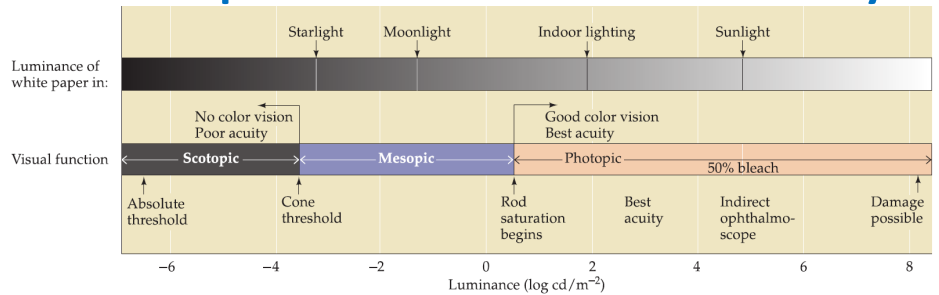 Starlight Moonlight Indoor lighting Sunlight
Luminance of
white paper in:
No color vision
Poor acuity
Good color vision
Best acuity
Visual function
Scotopic Mesopic Photopic
50% bleach
Absolute
threshold
Cone
threshold
Rod
saturation
begins
Best
acuity
Indirect
ophthalmo-
scope
Damage
possible
−6 −4 −2 0 2 4 6 8
Luminance (log cd/m−2)